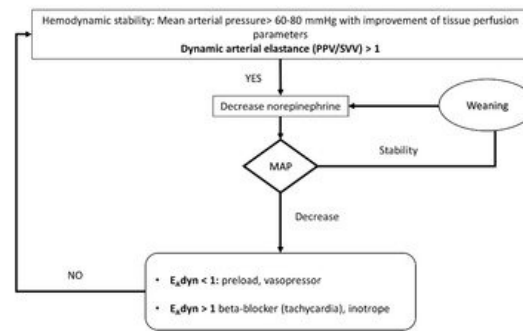 Hemodynamic stability: Mean arterial pressure> 60-80 mmHg with improvement of tissue perfusion
parameters
Dynamic arterial elastance (PPV/SVV) > 1
YES
Decrease norepinephrine
Weaning
MAP
Stability
Decrease
NO
• EAdyn < 1: preload, vasopressor
• EAdyn > 1 beta-blocker (tachycardia), inotrope